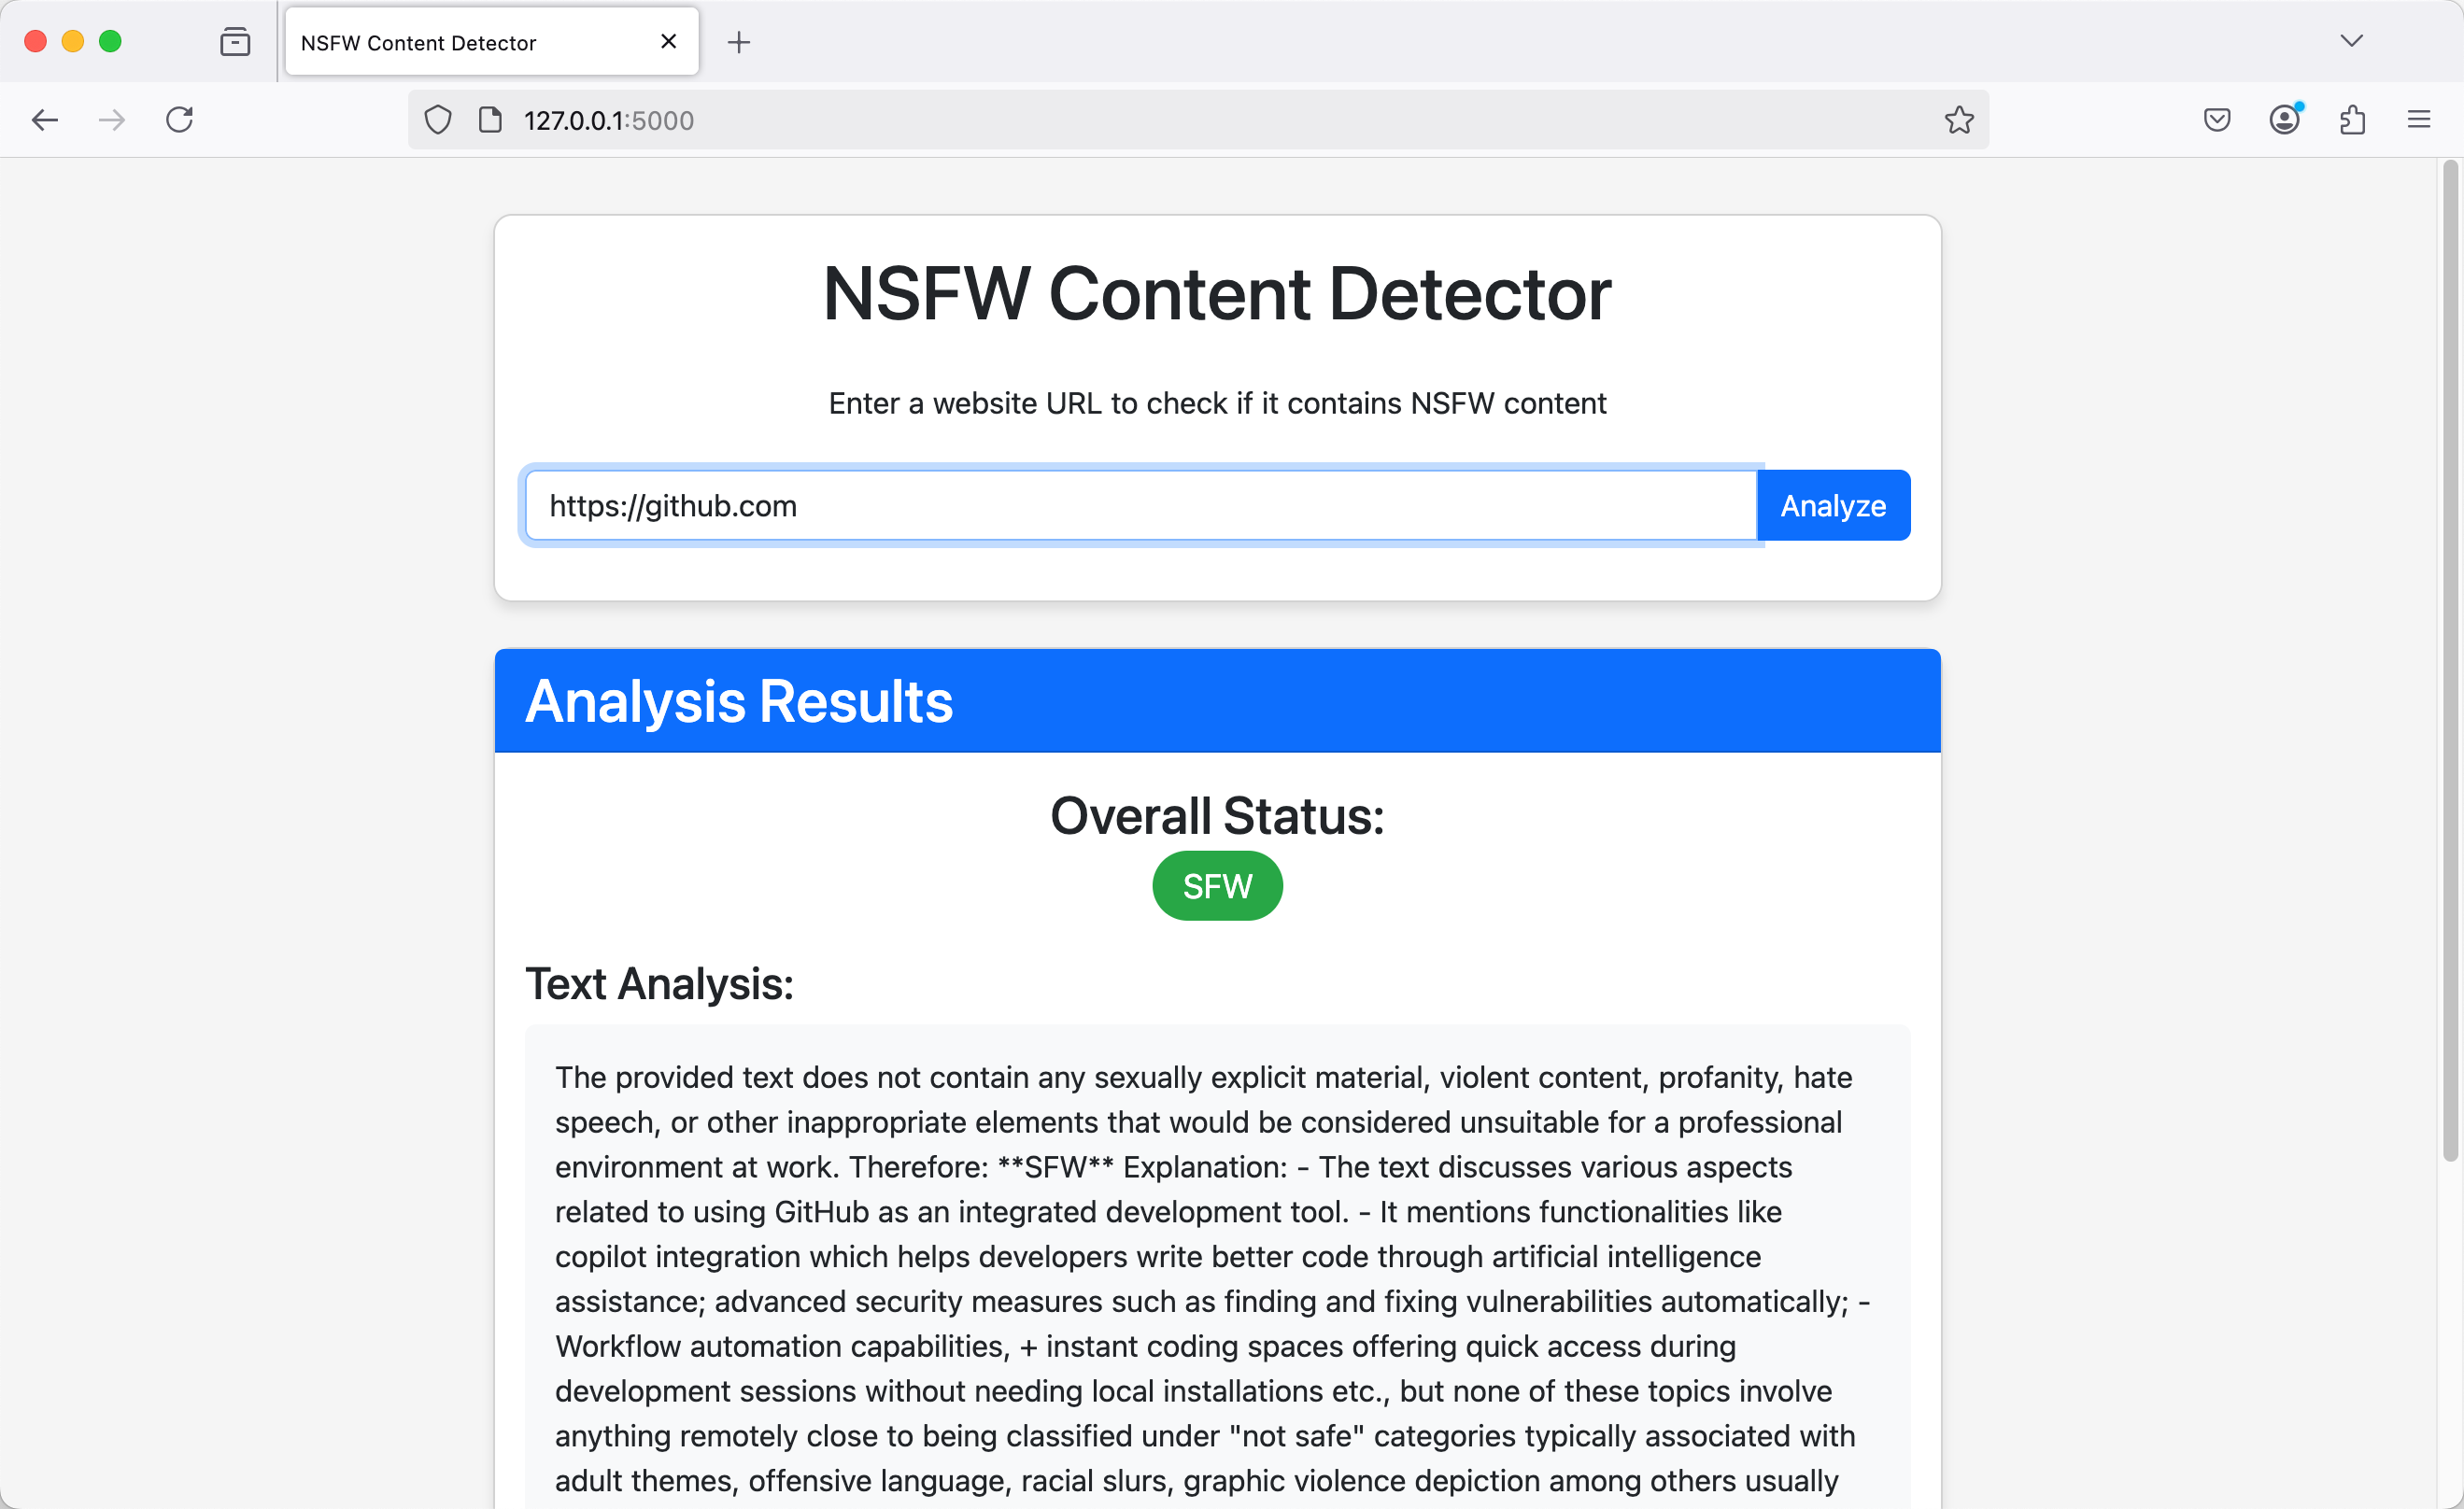 NSFW Content Detector
127.0.0.1:5000
NSFW Content Detector
Enter a website URL to check if it contains NSFW content
https://github.com
Analyze
Analysis Results
Overall Status:
SFW
Text Analysis:
The provided text does not contain any sexually explicit material, violent content, profanity, hate
speech, or other inappropriate elements that would be considered unsuitable for a professional
environment at work. Therefore: **SFW** Explanation: - The text discusses various aspects
related to using GitHub as an integrated development tool. - It mentions functionalities like
copilot integration which helps developers write better code through artificial intelligence
assistance; advanced security measures such as finding and fixing vulnerabilities automatically; -
Workflow automation capabilities, + instant coding spaces offering quick access during
development sessions without needing local installations etc., but none of these topics involve
anything remotely close to being classified under "not safe" categories typically associated with
adult themes, offensive language, racial slurs, graphic violence depiction among others usually